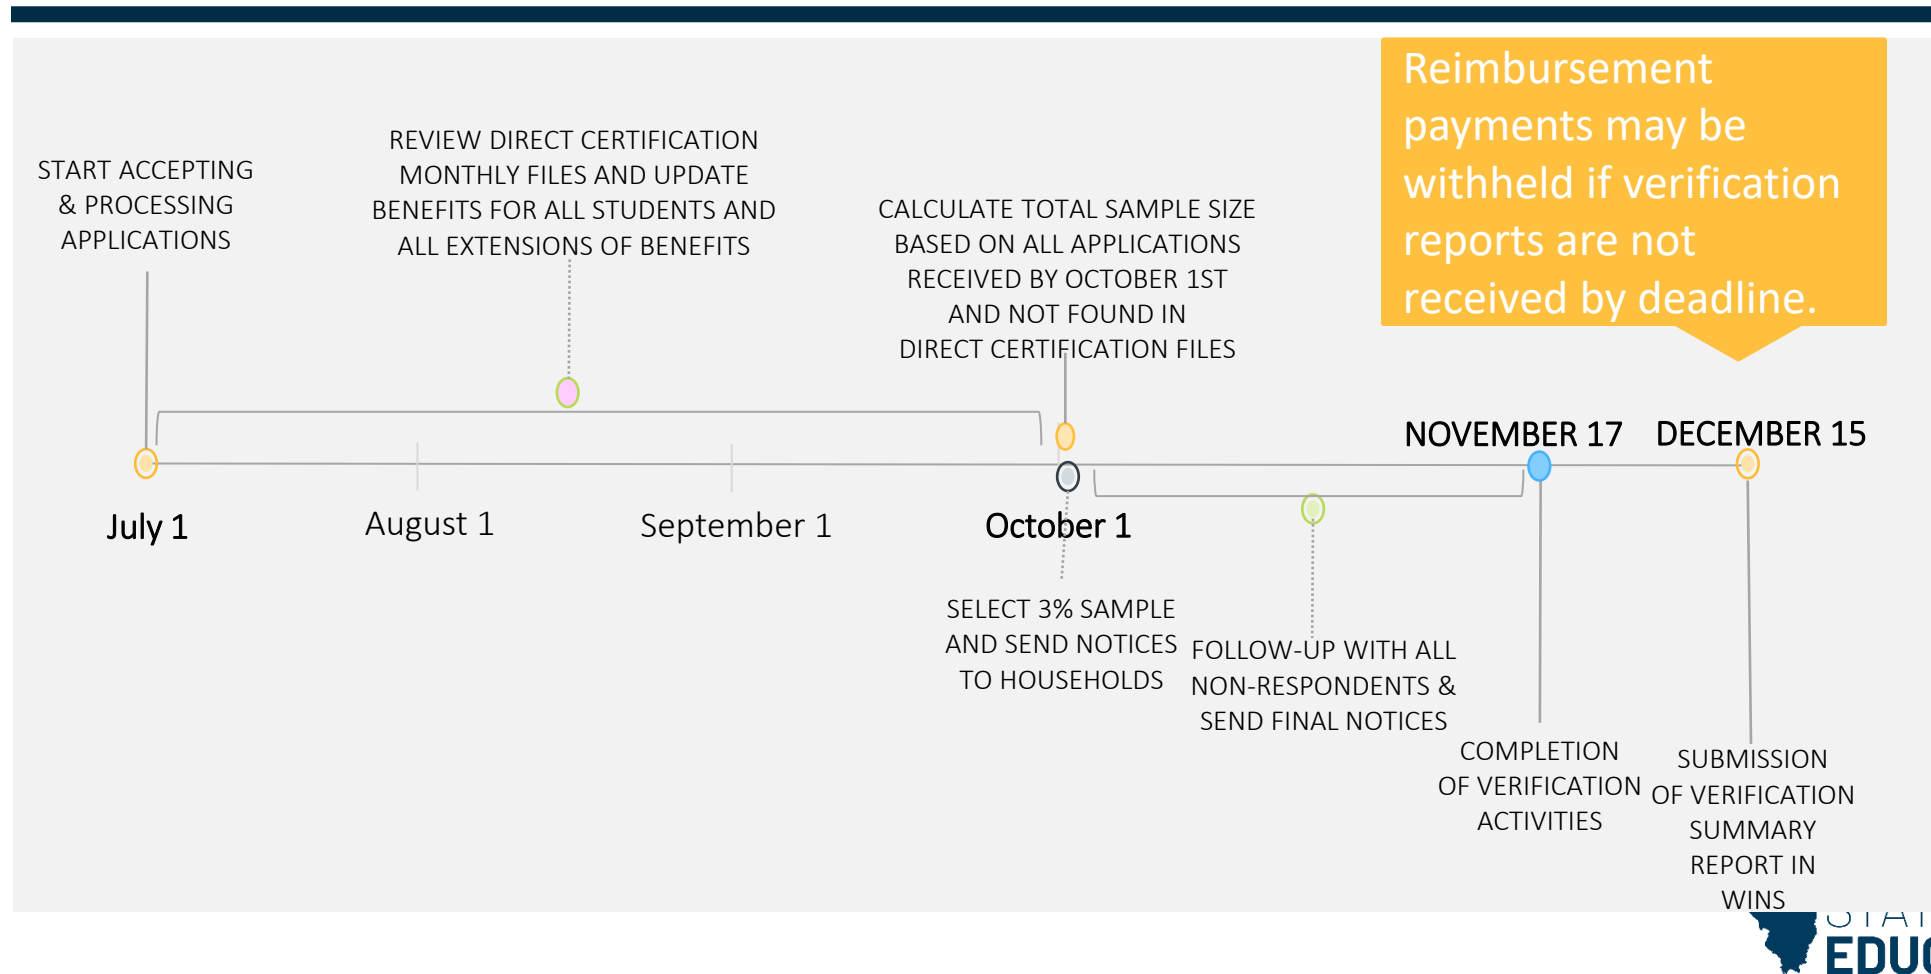 Reimbursement
payments may be
withheld if verification
reports are not
received by deadline.
START ACCEPTING
& PROCESSING
APPLICATIONS
REVIEW DIRECT CERTIFICATION
MONTHLY FILES AND UPDATE
BENEFITS FOR ALL STUDENTS AND
ALL EXTENSIONS OF BENEFITS
CALCULATE TOTAL SAMPLE SIZE
BASED ON ALL APPLICATIONS
RECEIVED BY OCTOBER 1ST
AND NOT FOUND IN
DIRECT CERTIFICATION FILES
NOVEMBER 17
DECEMBER 15
July 1
August 1
September 1
October 1
SELECT 3% SAMPLE
AND SEND NOTICES
TO HOUSEHOLDS
FOLLOW-UP WITH ALL
NON-RESPONDENTS &
SEND FINAL NOTICES
COMPLETION
OF VERIFICATION
ACTIVITIES
SUBMISSION
OF VERIFICATION
SUMMARY
REPORT IN
WINS